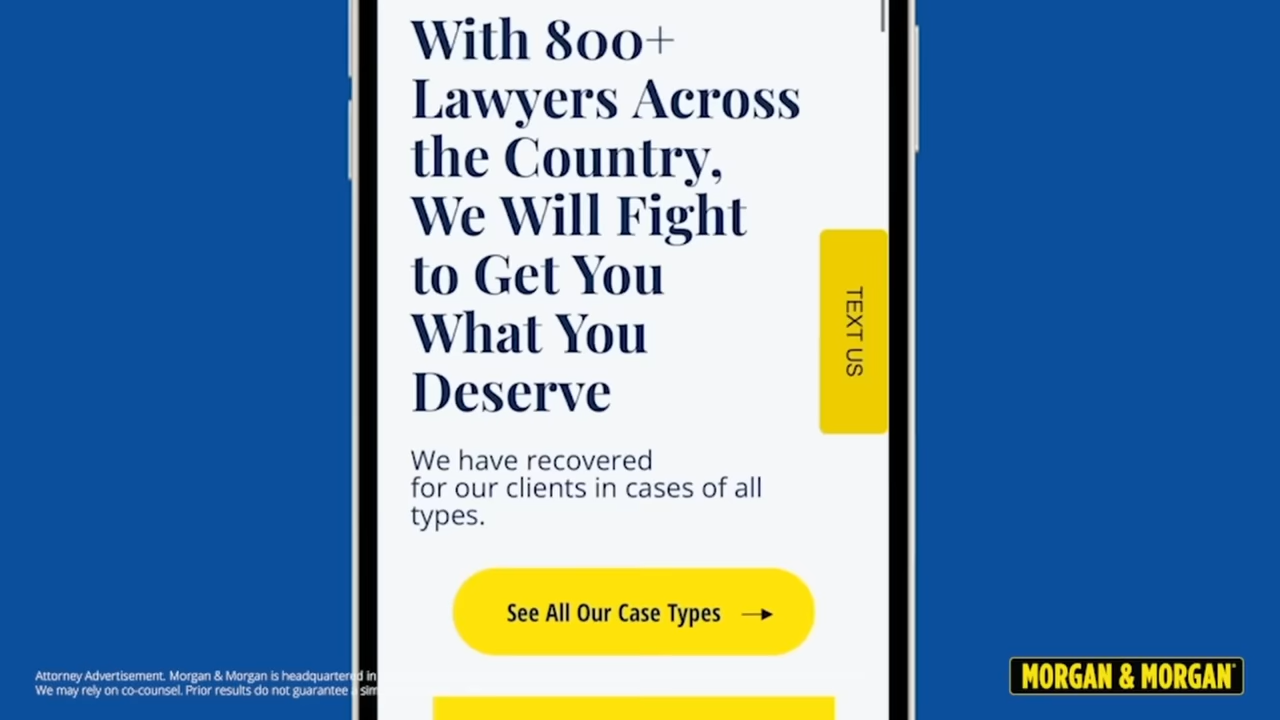 With 800+
Lawyers Across
the Country,
We Will Fight
to Get You
What You
Deserve
TEXT US
We have recovered
for our clients in cases of all
types.
See All Our Case Types
Attorney Advertisement. Morgan & Morgan is headquartered in
We may rely on co-counsel. Prior results do not guarantee a sim
MORGAN & MORGAN